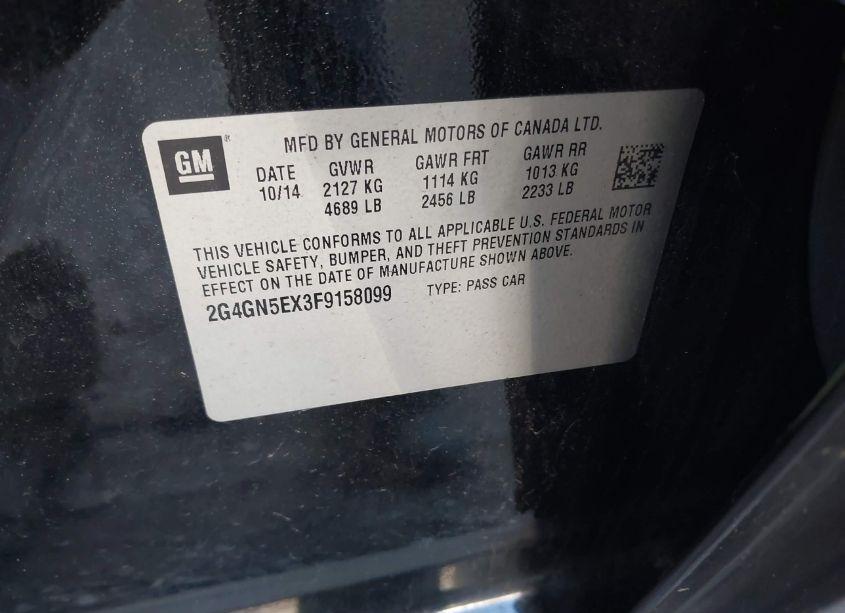 GM®
MFD BY GENERAL MOTORS OF CANADA LTD.
DATE GVWR GAWR FRT GAWR RR
10/14 2127 KG 1114 KG 1013 KG
4689 LB 2456 LB 2233 LB
THIS VEHICLE CONFORMS TO ALL APPLICABLE U.S. FEDERAL MOTOR
VEHICLE SAFETY, BUMPER, AND THEFT PREVENTION STANDARDS IN
EFFECT ON THE DATE OF MANUFACTURE SHOWN ABOVE.
2G4GN5EX3F9158099 TYPE: PASS CAR